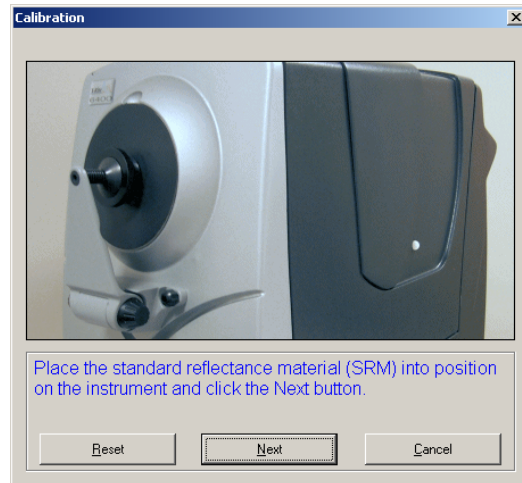 Calibration
Place the standard reflectance material (SRM) into position
on the instrument and click the Next button.
Reset
Next
Cancel